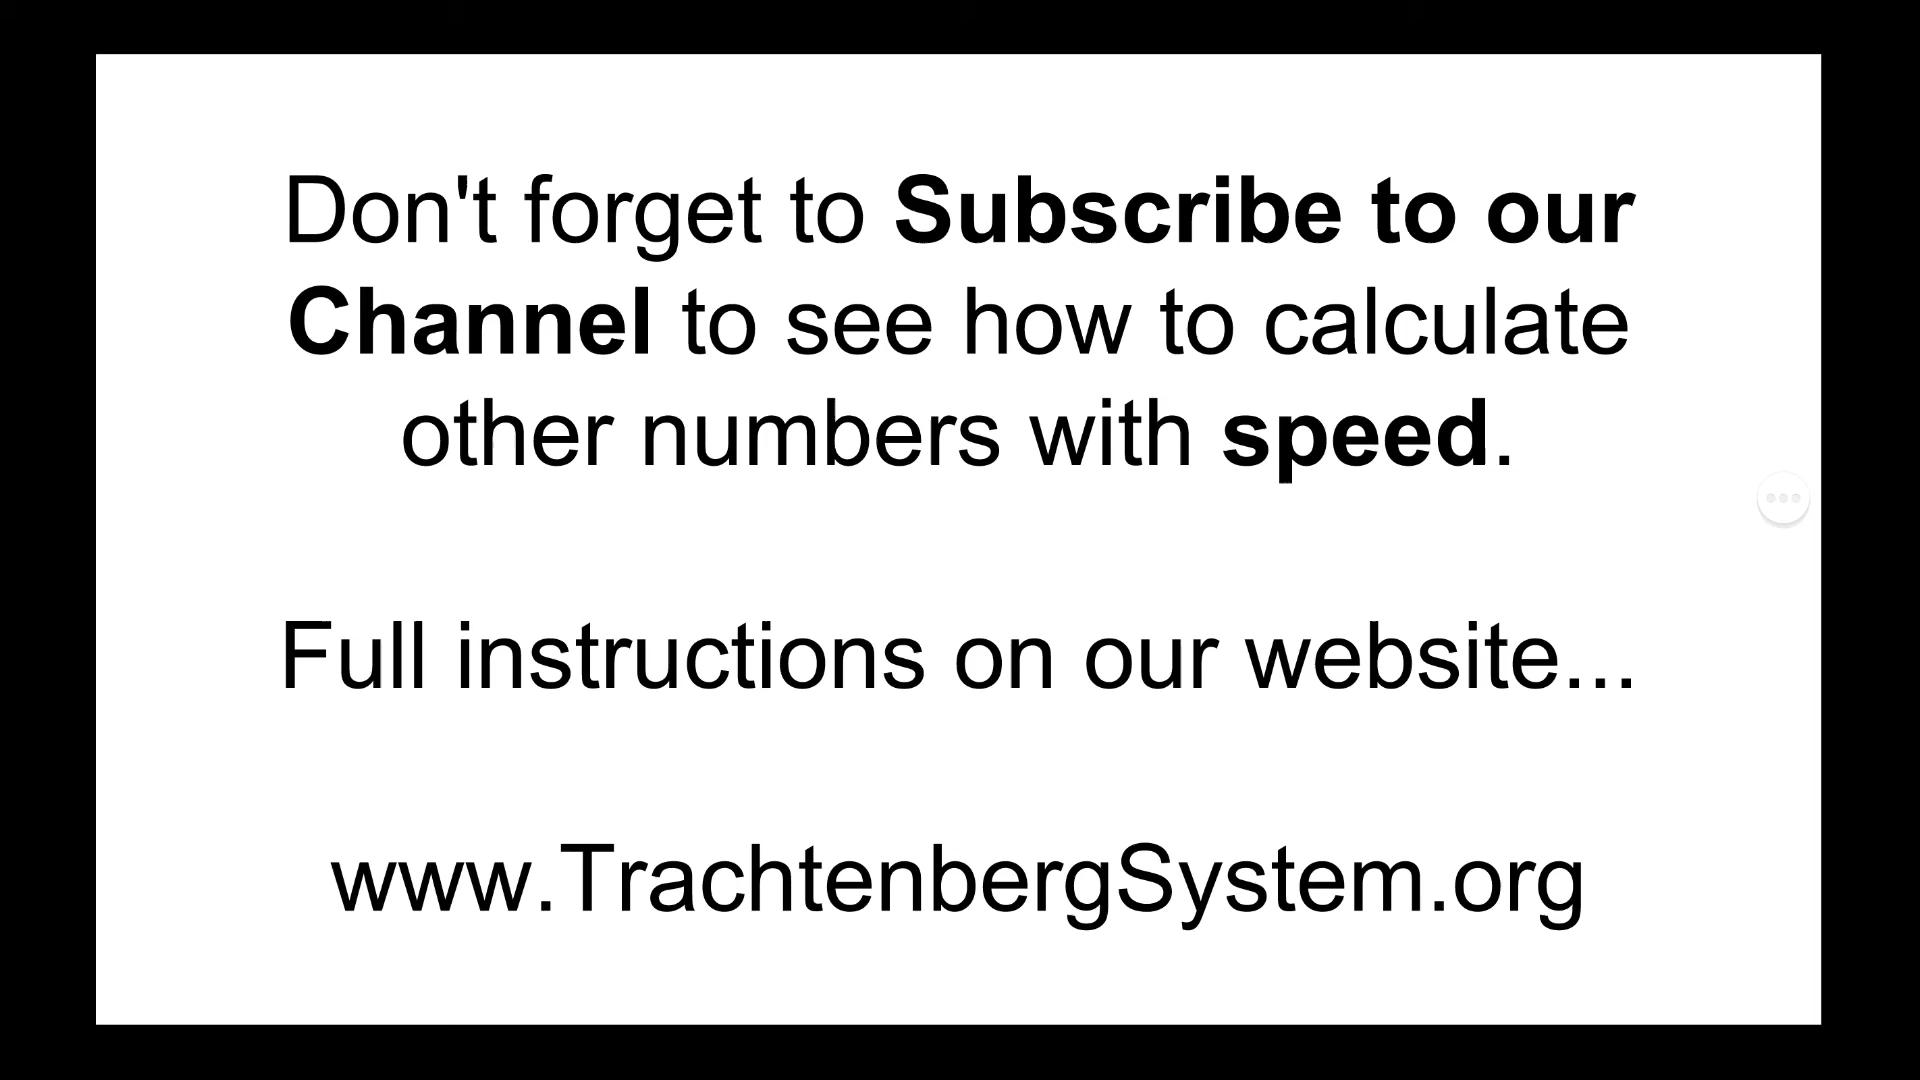 Don't forget to Subscribe to our
Channel to see how to calculate
other numbers with speed.
Full instructions on our website...
www.TrachtenbergSystem.org